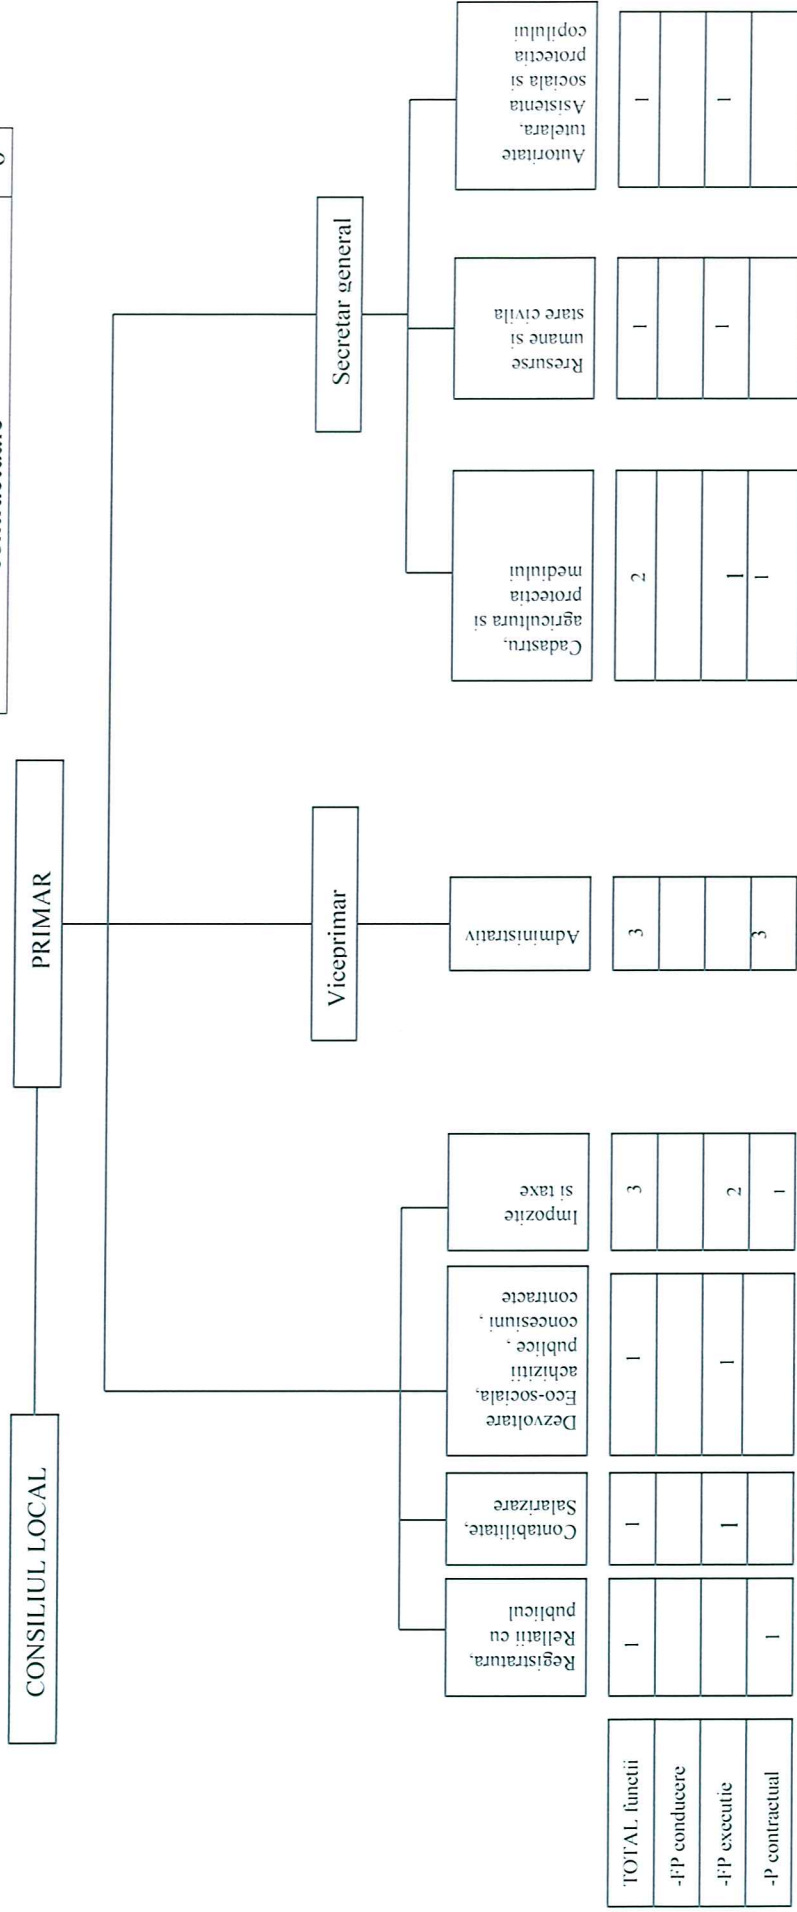 CONSILIUL LOCAL
PRIMAR
Viceprimar
Secretar general
Registratura,
Rellatii cu
publicul
Contabilitate,
Salarizare
Dezvoltare
Eco-sociala,
achizitii
publice ,
concesiuni ,
contracte
Impozite
si taxe
Administrativ
Cadastru,
agricultura si
protectia
mediului
Rresurse
umane si
stare civila
Autoritate
tutelara.
Asistenta
sociala si
protectia
copilului
TOTAL functii 1 1 1 3 3 2 1 1
-FP conducere
-FP executie 1 1 2 1 1 1
-P contractual 1 1 3 1